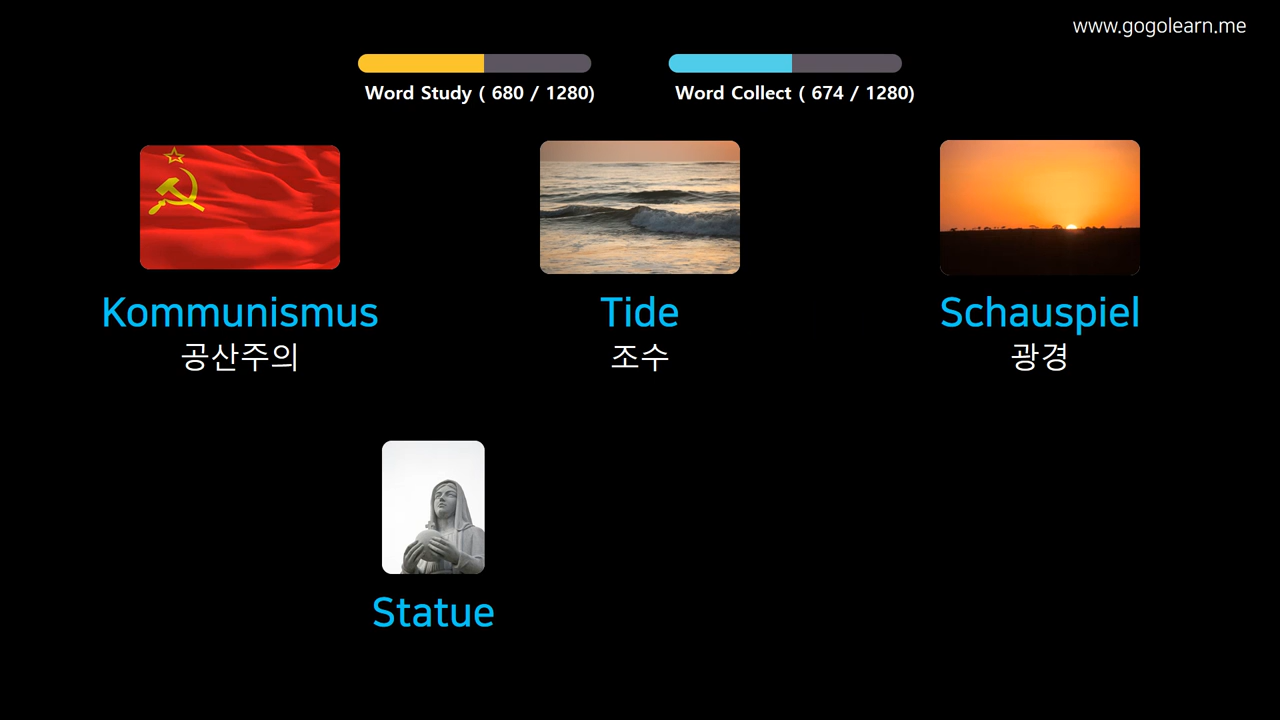 www.gogolearn.me
Word Study ( 680 / 1280)
Word Collect ( 674 / 1280)
Kommunismus
공산주의
Tide
조수
Schauspiel
광경
Statue